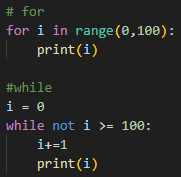 # for
for i in range(0,100):
    print(i)

#while
i = 0
while not i >= 100:
    i+=1
    print(i)